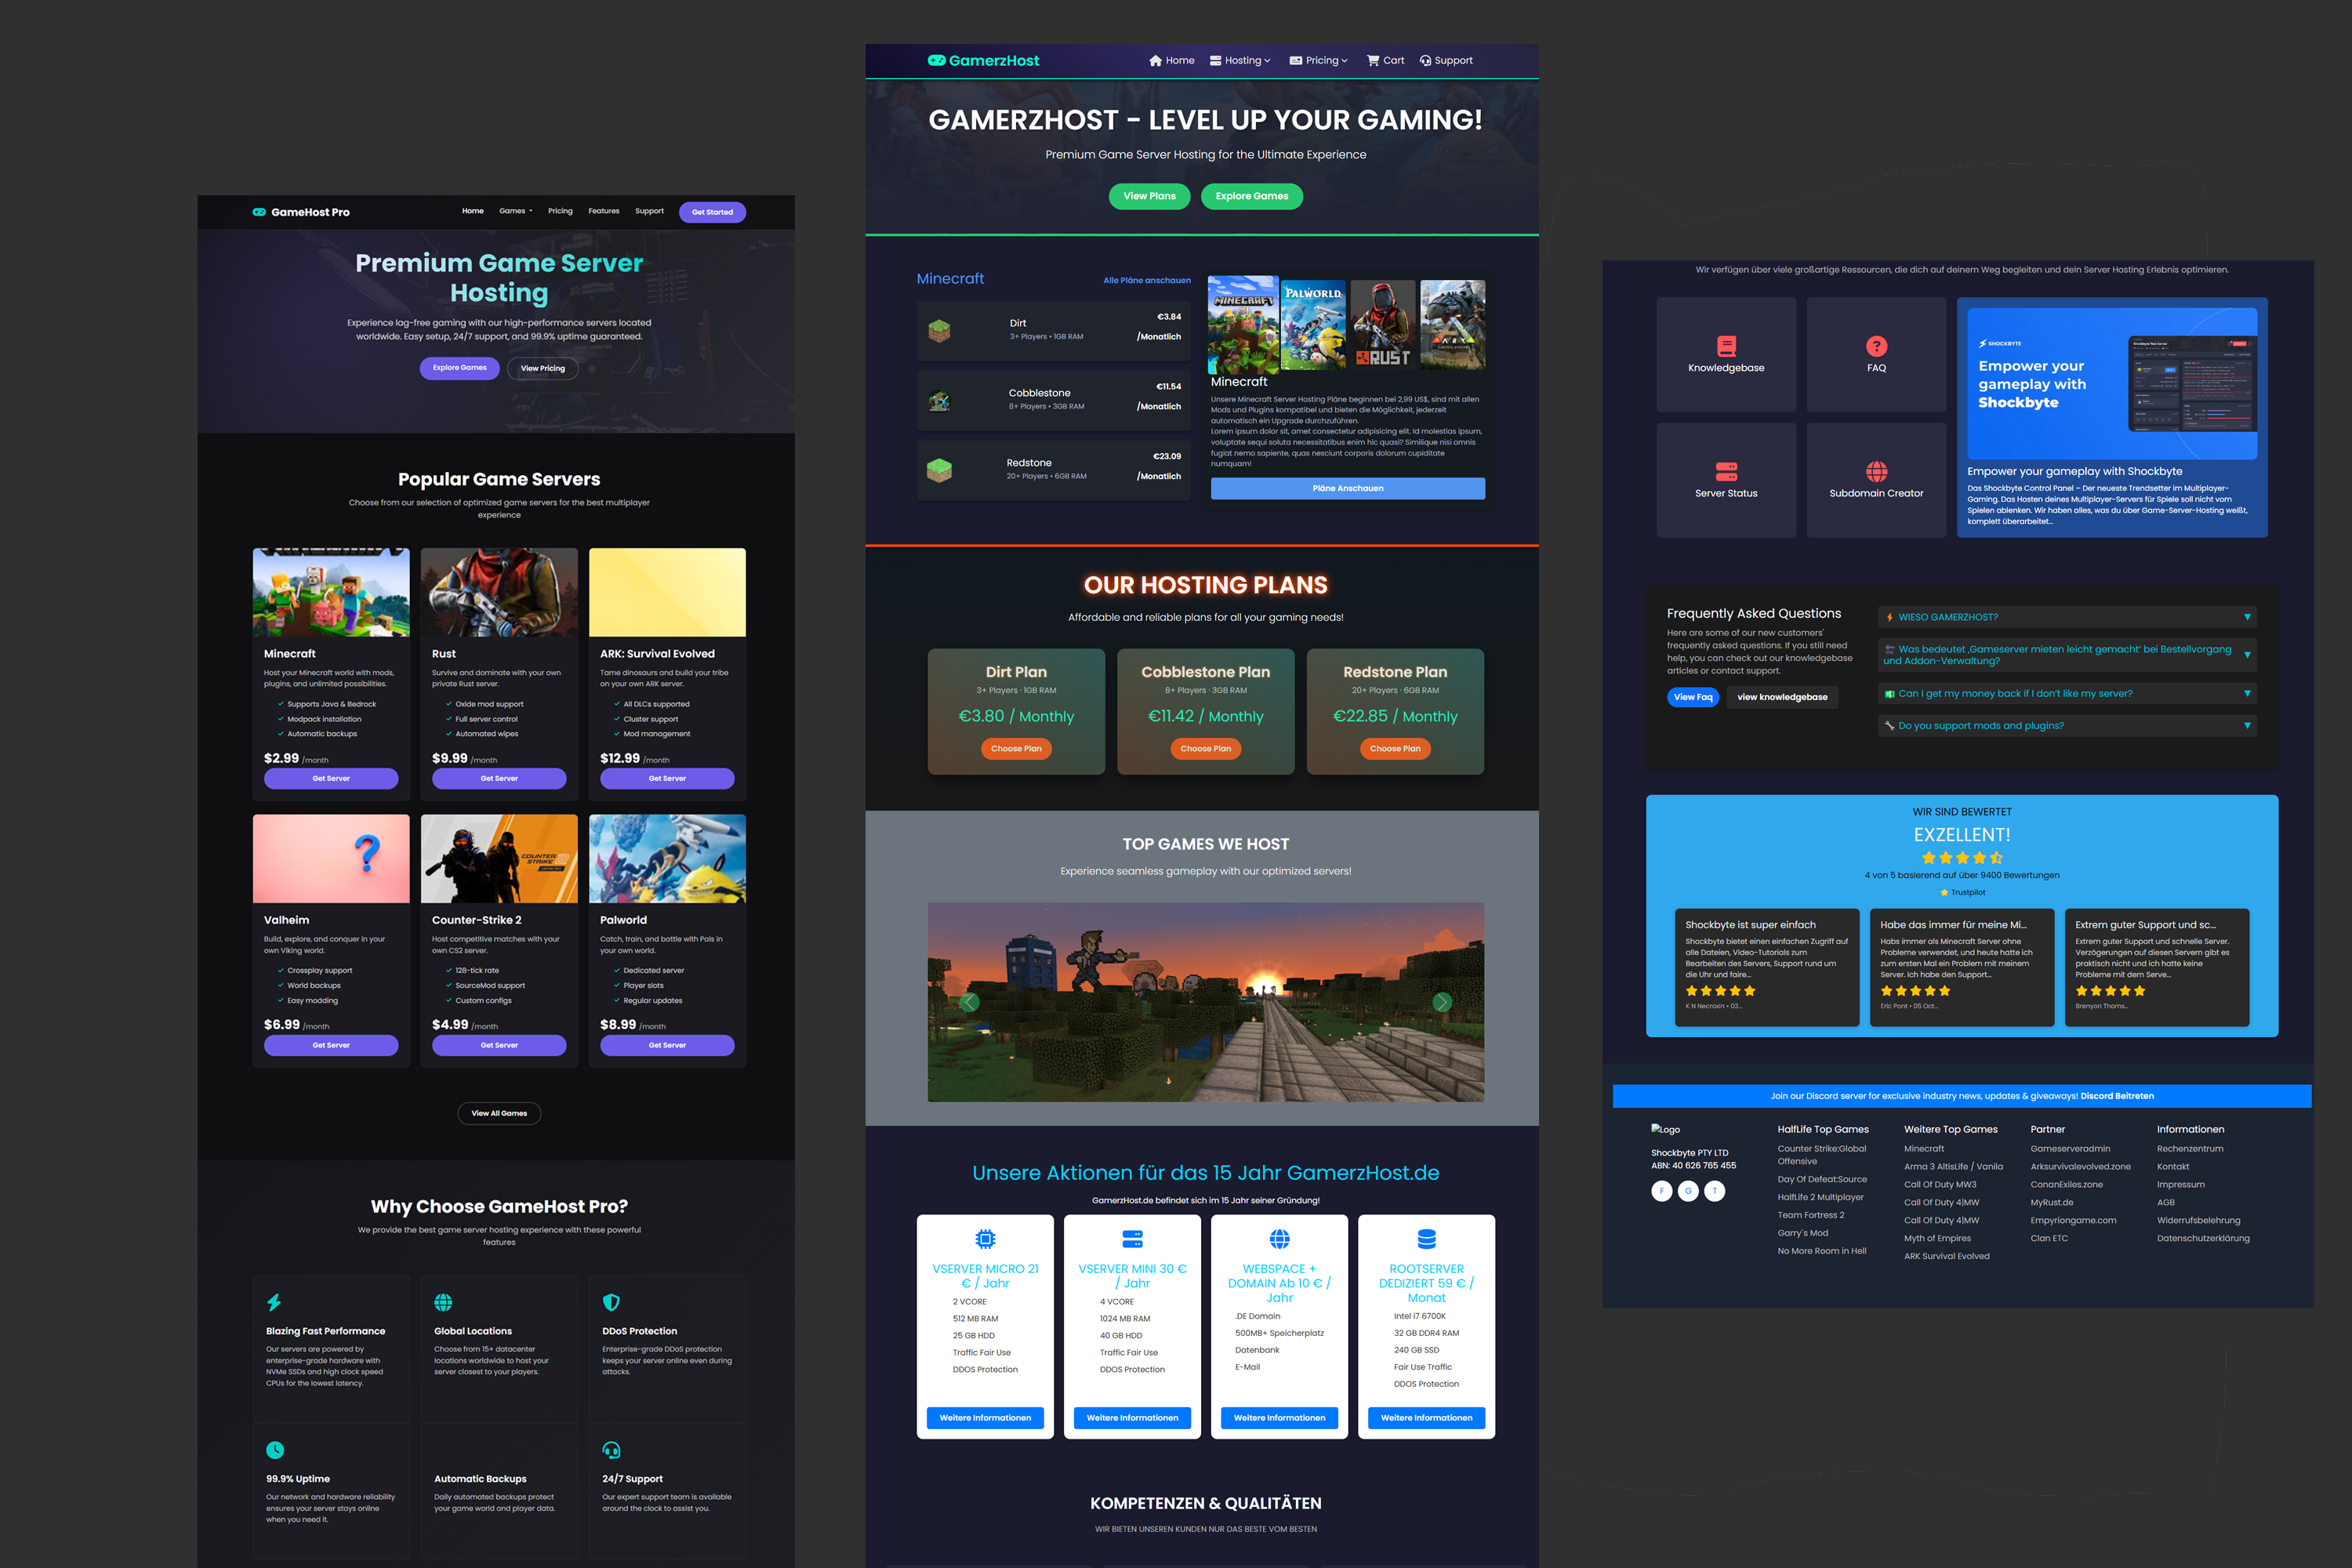 GameHost Pro
Home
Games
Pricing
Features
Support
Get Started
Premium Game Server
Hosting
Experience lag-free gaming with our high-performance servers located
worldwide. Easy setup, 24/7 support, and 99.9% uptime guaranteed.
Explore Games
View Pricing
Popular Game Servers
Choose from our selection of optimized game servers for the best multiplayer
experience
Minecraft
Host your Minecraft world with mods,
plugins, and unlimited possibilities.
Supports Java & Bedrock
Modpack installation
Automatic backups
$2.99 /month
Get Server
Rust
Survive and dominate with your own
private Rust server.
Oxide mod support
Full server control
Automated wipes
$9.99 /month
Get Server
ARK: Survival Evolved
Tame dinosaurs and build your tribe
on your own ARK server.
All DLCs supported
Cluster support
Mod management
$12.99 /month
Get Server
Valheim
Build, explore, and conquer in your
own Viking world.
Crossplay support
World backups
Easy modding
$6.99 /month
Get Server
COUNTER
STRIKE
Counter-Strike 2
Host competitive matches with your
own CS2 server.
128-tick rate
SourceMod support
Custom configs
$4.99 /month
Get Server
Palworld
Catch, train, and battle with Pals in
your own world.
Dedicated server
Player slots
Regular updates
$8.99 /month
Get Server
View All Games
Why Choose GameHost Pro?
We provide the best game server hosting experience with these powerful
features
Blazing Fast Performance
Our servers are powered by
enterprise-grade hardware with
NVMe SSDs and high clock speed
CPUs for the lowest latency.
Global Locations
Choose from 15+ datacenter
locations worldwide to host your
server closest to your players.
DDoS Protection
Enterprise-grade DDoS protection
keeps your server online even during
attacks.
99.9% Uptime
Our network and hardware reliability
ensures your server stays online
when you need it.
Automatic Backups
Daily automated backups protect
your game world and player data.
24/7 Support
Our expert support team is available
around the clock to assist you.
GamerzHost
Home
Hosting
Pricing
Cart
Support
GAMERZHOST - LEVEL UP YOUR GAMING!
Premium Game Server Hosting for the Ultimate Experience
View Plans
Explore Games
Minecraft
Alle Pläne anschauen
Dirt
3+ Players • 1GB RAM
€3.84
/Monatlich
Cobblestone
8+ Players • 3GB RAM
€11.54
/Monatlich
Redstone
20+ Players • 6GB RAM
€23.09
/Monatlich
MINECRAFT
PALWORLD
RUST
ARK
Minecraft
Unsere Minecraft Server Hosting Pläne beginnen bei 2,99 US$, sind mit allen
Mods und Plugins kompatibel und bieten die Möglichkeit, jederzeit
automatisch ein Upgrade durchzuführen.
Lorem ipsum dolor sit, amet consectetur adipisicing elit. Id molestias ipsum,
voluptate sequi soluta necessitatibus enim hic quasi? Similique nisi omnis
fugiat nemo sapiente, quas nesciunt corporis dolorum cupiditate
numquam!
Pläne Anschauen
OUR HOSTING PLANS
Affordable and reliable plans for all your gaming needs!
Dirt Plan
3+ Players · 1GB RAM
€3.80 / Monthly
Choose Plan
Cobblestone Plan
8+ Players · 3GB RAM
€11.42 / Monthly
Choose Plan
Redstone Plan
20+ Players · 6GB RAM
€22.85 / Monthly
Choose Plan
TOP GAMES WE HOST
Experience seamless gameplay with our optimized servers!
Unsere Aktionen für das 15 Jahr GamerzHost.de
GamerzHost.de befindet sich im 15 Jahr seiner Gründung!
VSERVER MICRO 21
€ / Jahr
2 VCORE
512 MB RAM
25 GB HDD
Traffic Fair Use
DDOS Protection
Weitere Informationen
VSERVER MINI 30 €
/ Jahr
4 VCORE
1024 MB RAM
40 GB HDD
Traffic Fair Use
DDOS Protection
Weitere Informationen
WEBSPACE +
DOMAIN Ab 10 € /
Jahr
.DE Domain
500MB+ Speicherplatz
Datenbank
E-Mail
Weitere Informationen
ROOTSERVER
DEDIZIERT 59 € /
Monat
Intel i7 6700K
32 GB DDR4 RAM
240 GB SSD
Fair Use Traffic
DDOS Protection
Weitere Informationen
KOMPETENZEN & QUALITÄTEN
WIR BIETEN UNSEREN KUNDEN NUR DAS BESTE VOM BESTEN
Wir verfügen über viele großartige Ressourcen, die dich auf deinem Weg begleiten und dein Server Hosting Erlebnis optimieren.
Knowledgebase
FAQ
Server Status
Subdomain Creator
SHOCKBYTE
Empower your
gameplay with
Shockbyte
Empower your gameplay with Shockbyte
Das Shockbyte Control Panel – Der neueste Trendsetter im Multiplayer-
Gaming. Das Hosten deines Multiplayer-Servers für Spiele soll nicht vom
Spielen ablenken. Wir haben alles, was du über Game-Server-Hosting weißt,
komplett überarbeitet...
Frequently Asked Questions
Here are some of our new customers'
frequently asked questions. If you still need
help, you can check out our knowledgebase
articles or contact support.
View Faq
view knowledgebase
WIESO GAMERZHOST?
Was bedeutet ‚Gameserver mieten leicht gemacht' bei Bestellvorgang
und Addon-Verwaltung?
Can I get my money back if I don't like my server?
Do you support mods and plugins?
WIR SIND BEWERTET
EXZELLENT!
4 von 5 basierend auf über 9400 Bewertungen
Trustpilot
Shockbyte ist super einfach
Shockbyte bietet einen einfachen Zugriff auf
alle Dateien, Video-Tutorials zum
Bearbeiten des Servers, Support rund um
die Uhr und faire...
K N Necroxin • 03...
Habe das immer für meine Mi...
Habs immer als Minecraft Server ohne
Probleme verwendet, und heute hatte ich
zum ersten Mal ein Problem mit meinem
Server. Ich habe den Support...
Eric Pont • 05 Oct...
Extrem guter Support und sc...
Extrem guter Support und schnelle Server.
Verzögerungen auf diesen Servern gibt es
praktisch nicht und ich hatte keine
Probleme mit dem Serve...
Brenyon Thoms...
Join our Discord server for exclusive industry news, updates & giveaways! Discord Beitreten
Logo
Shockbyte PTY LTD
ABN: 40 626 765 455
F
G
T
HalfLife Top Games
Counter Strike:Global
Offensive
Day Of Defeat:Source
HalfLife 2 Multiplayer
Team Fortress 2
Garry's Mod
No More Room in Hell
Weitere Top Games
Minecraft
Arma 3 AltisLife / Vanila
Call Of Duty MW3
Call Of Duty 4|MW
Call Of Duty 4|MW
Myth of Empires
ARK Survival Evolved
Partner
Gameserveradmin
Arksurvivalevolved.zone
ConanExiles.zone
MyRust.de
Empyriongame.com
Clan ETC
Informationen
Rechenzentrum
Kontakt
Impressum
AGB
Widerrufsbelehrung
Datenschutzerklärung